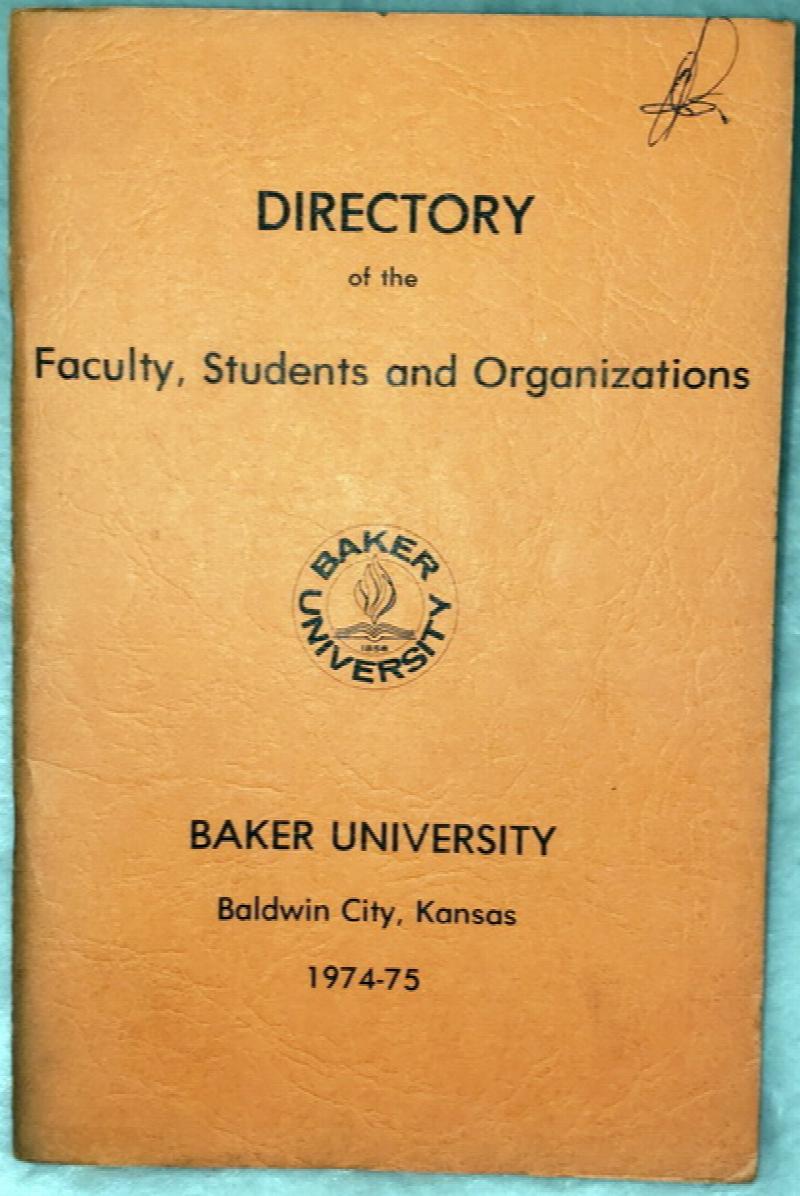 DIRECTORY
of the
Faculty, Students and Organizations
BAKER
UNIVERSITY
1858
BAKER UNIVERSITY
Baldwin City, Kansas
1974-75